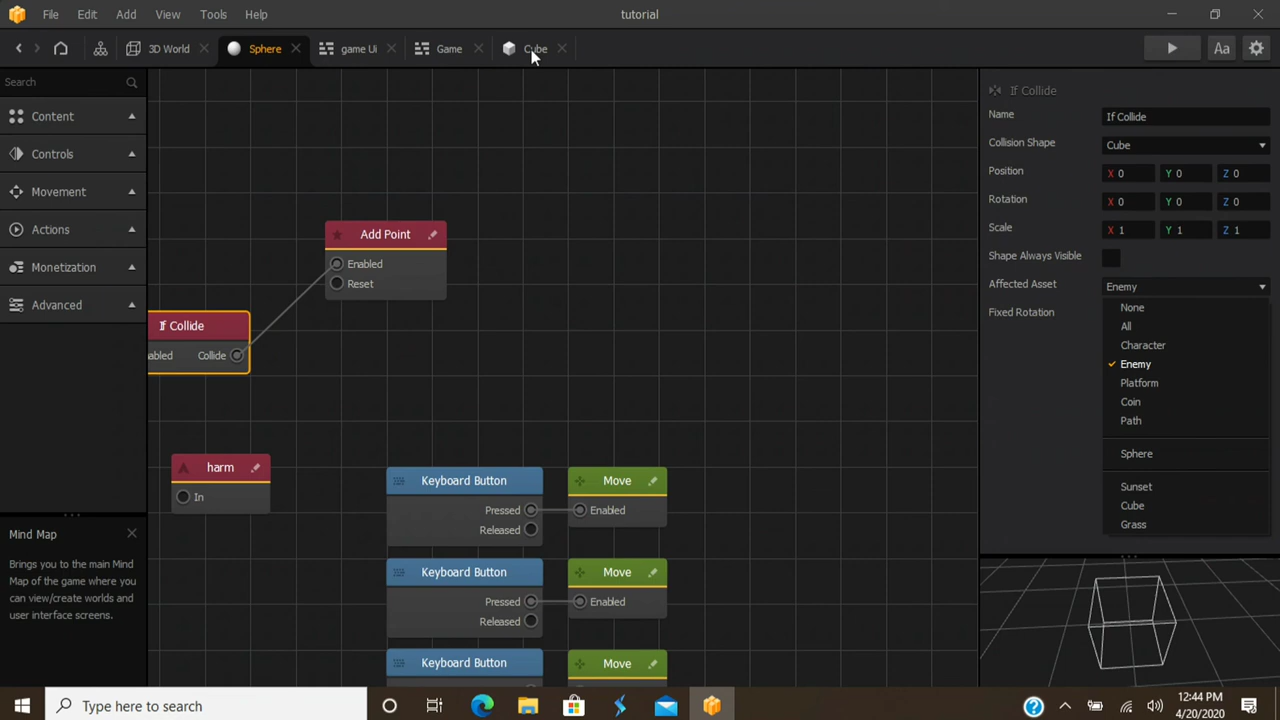 File Edit Add View Tools Help
tutorial
3D World
Sphere
game Ui
Game
Cube
Aa
Search
Content
Controls
Movement
Actions
Monetization
Advanced
Mind Map
Brings you to the main Mind
Map of the game where you
can view/create worlds and
user interface screens.
Add Point
Enabled
Reset
If Collide
abled Collide
harm
In
Keyboard Button
Pressed
Released
Move
Enabled
Keyboard Button
Pressed
Released
Move
Enabled
Keyboard Button
Move
If Collide
Name If Collide
Collision Shape Cube
Position X 0 Y 0 Z 0
Rotation X 0 Y 0 Z 0
Scale X 1 Y 1 Z 1
Shape Always Visible
Affected Asset Enemy
Fixed Rotation
None
All
Character
Enemy
Platform
Coin
Path
Sphere
Sunset
Cube
Grass
Type here to search
12:44 PM
4/20/2020